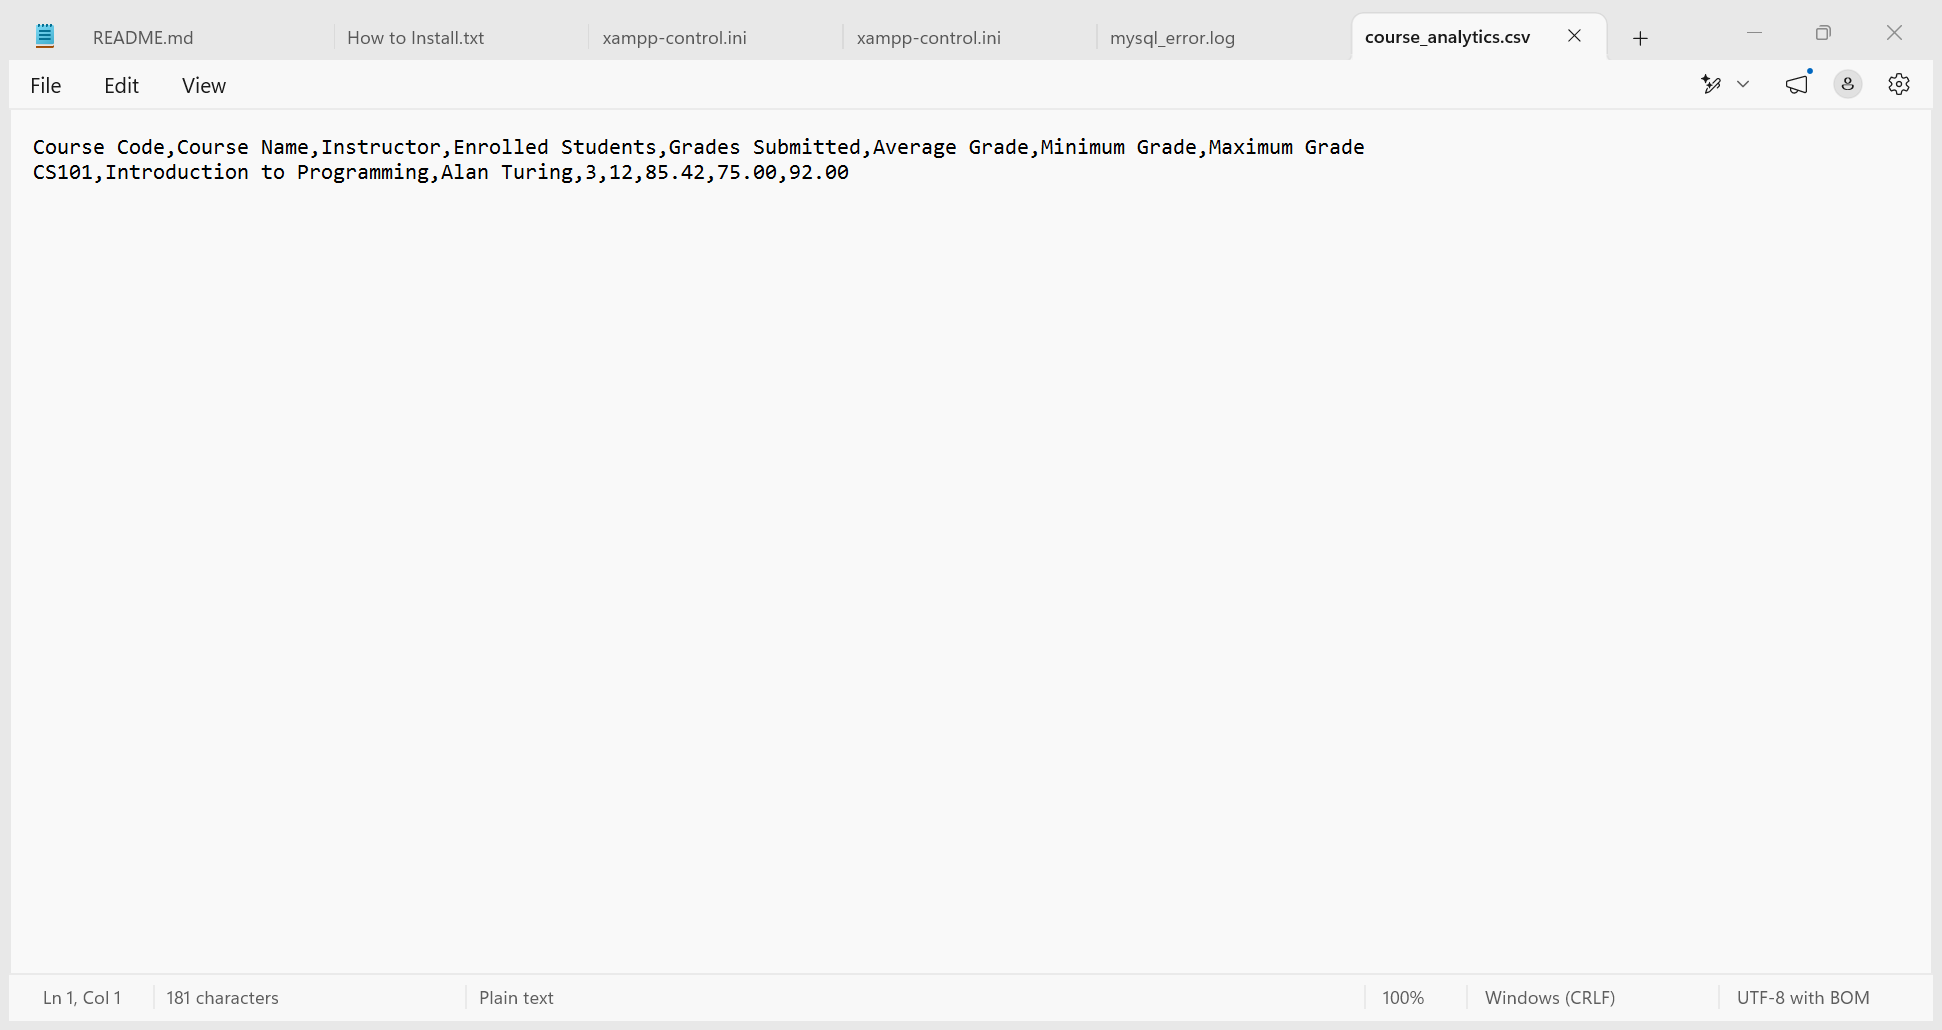 README.md
How to Install.txt
xampp-control.ini
xampp-control.ini
mysql_error.log
course_analytics.csv
File
Edit
View
Course Code,Course Name,Instructor,Enrolled Students,Grades Submitted,Average Grade,Minimum Grade,Maximum Grade
CS101,Introduction to Programming,Alan Turing,3,12,85.42,75.00,92.00
Ln 1, Col 1
181 characters
Plain text
100%
Windows (CRLF)
UTF-8 with BOM